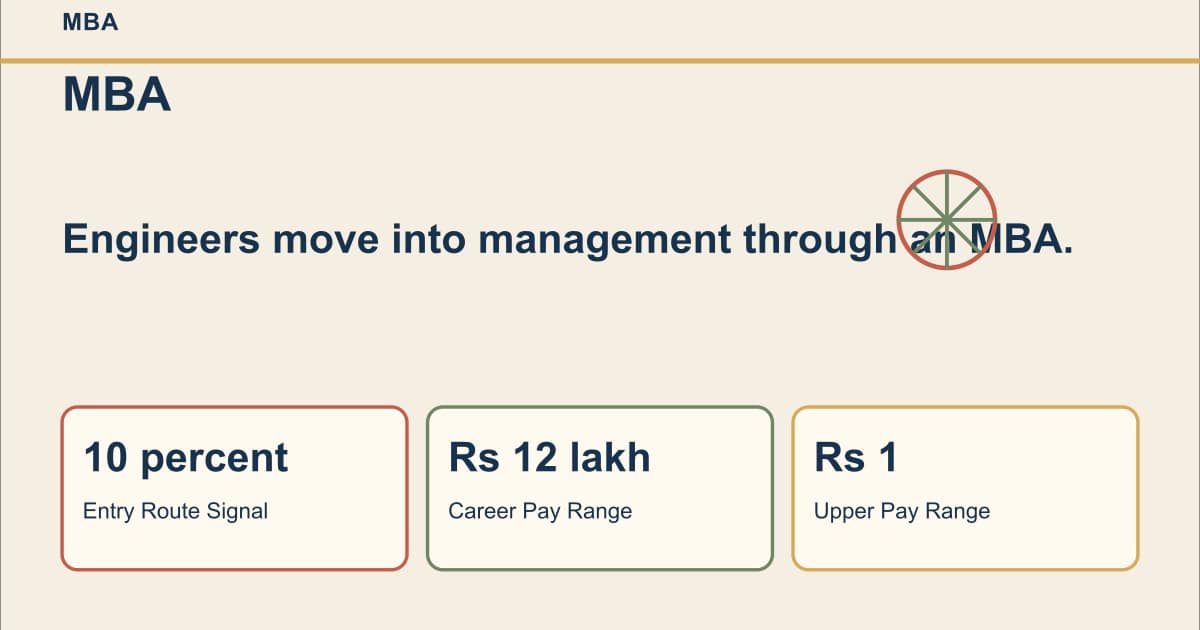 MBA
MBA
Engineers move into management through an MBA.
10 percent
Entry Route Signal
Rs 12 lakh
Career Pay Range
Rs 1
Upper Pay Range